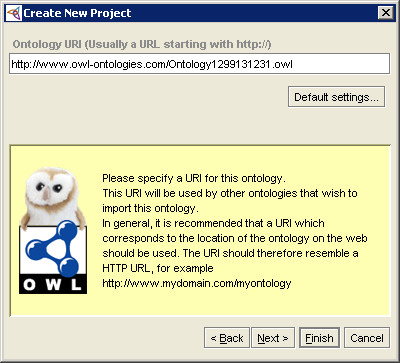 Create New Project
Ontology URI (Usually a URL starting with http://)
http://www.owl-ontologies.com/Ontology1299131231.owl
Default settings...
Please specify a URI for this ontology.
This URI will be used by other ontologies that wish to
import this ontology.
In general, it is recommended that a URI which
corresponds to the location of the ontology on the web
should be used. The URI should therefore resemble a
HTTP URL, for example
http://www.mydomain.com/myontology
OWL
< Back
Next >
Finish
Cancel